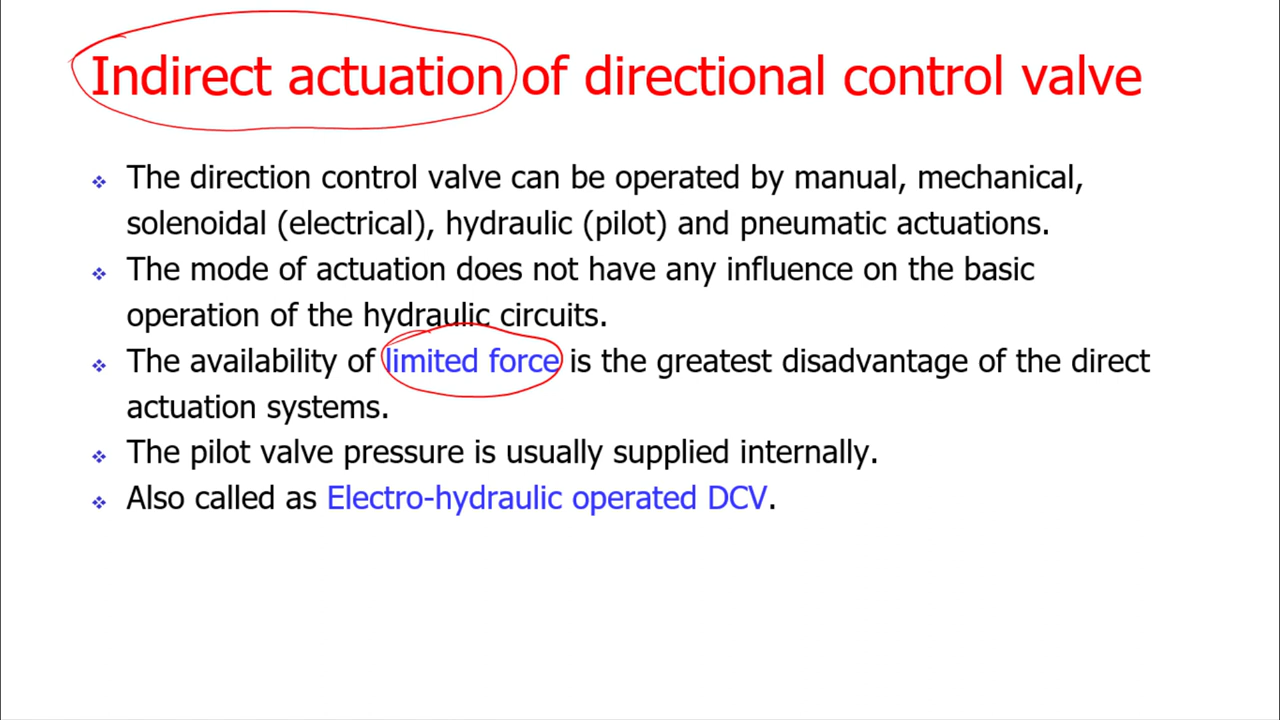 Indirect actuation of directional control valve
The direction control valve can be operated by manual, mechanical,
solenoidal (electrical), hydraulic (pilot) and pneumatic actuations.
The mode of actuation does not have any influence on the basic
operation of the hydraulic circuits.
The availability of limited force is the greatest disadvantage of the direct
actuation systems.
The pilot valve pressure is usually supplied internally.
Also called as Electro-hydraulic operated DCV.